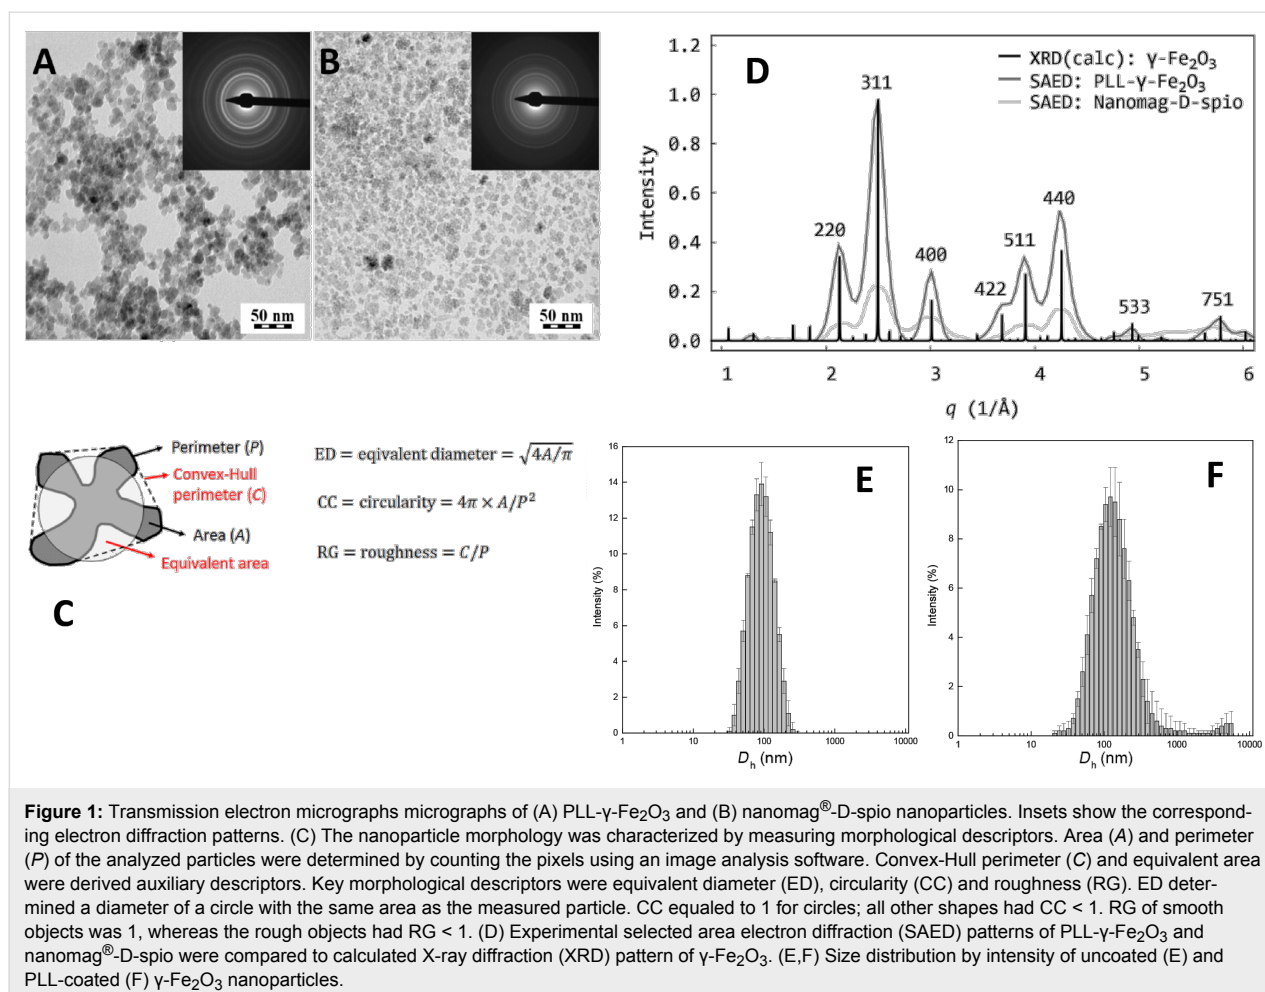 A
B
50 nm
50 nm
D
1.2
1.0
0.8
0.6
0.4
0.2
0.0
Intensity
XRD(calc): γ-Fe₂O₃
SAED: PLL-γ-Fe₂O₃
SAED: Nanomag-D-spio
220
311
400
422
511
440
533
751
1 2 3 4 5 6
q (1/Å)
Perimeter (P)
Convex-Hull
perimeter (C)
Area (A)
Equivalent area
C
ED = eqivalent diameter = √4A/π
CC = circularity = 4π × A/P²
RG = roughness = C/P
E
16
14
12
10
8
6
4
2
0
Intensity (%)
1 10 100 1000 10000
Dh (nm)
F
12
10
8
6
4
2
0
Intensity (%)
1 10 100 1000 10000
Dh (nm)
Figure 1: Transmission electron micrographs micrographs of (A) PLL-γ-Fe₂O₃ and (B) nanomag®-D-spio nanoparticles. Insets show the correspond-
ing electron diffraction patterns. (C) The nanoparticle morphology was characterized by measuring morphological descriptors. Area (A) and perimeter
(P) of the analyzed particles were determined by counting the pixels using an image analysis software. Convex-Hull perimeter (C) and equivalent area
were derived auxiliary descriptors. Key morphological descriptors were equivalent diameter (ED), circularity (CC) and roughness (RG). ED deter-
mined a diameter of a circle with the same area as the measured particle. CC equaled to 1 for circles; all other shapes had CC < 1. RG of smooth
objects was 1, whereas the rough objects had RG < 1. (D) Experimental selected area electron diffraction (SAED) patterns of PLL-γ-Fe₂O₃ and
nanomag®-D-spio were compared to calculated X-ray diffraction (XRD) pattern of γ-Fe₂O₃. (E,F) Size distribution by intensity of uncoated (E) and
PLL-coated (F) γ-Fe₂O₃ nanoparticles.